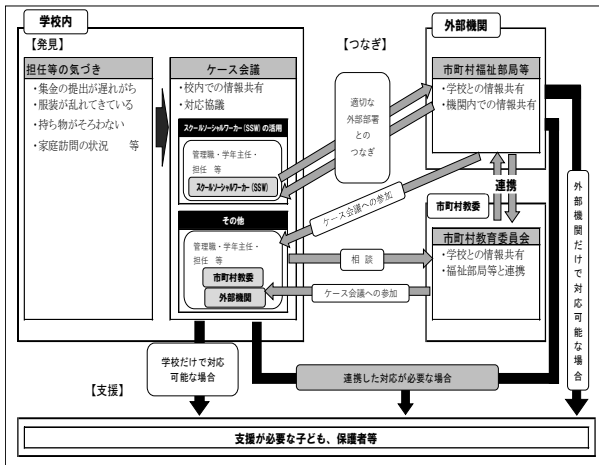 学校内
【発見】
担任等の気づき
・集金の提出が遅れがち
・服装が乱れてきている
・持ち物がそろわない
・家庭訪問の状況　等
ケース会議
・校内での情報共有
・対応協議
スクールソーシャルワーカー(SSW)の活用
管理職・学年主任・
担任　等
スクールソーシャルワーカー(SSW)
その他
管理職・学年主任・
担任　等
市町村教委
外部機関
【つなぎ】
適切な
外部部署
との
つなぎ
ケース会議への参加
相　談
ケース会議への参加
外部機関
市町村福祉部局等
・学校との情報共有
・機関内での情報共有
連携
市町村教委
市町村教育委員会
・学校との情報共有
・福祉部局等と連携
外部機関だけで対応可能な場合
【支援】
学校だけで対応
可能な場合
連携した対応が必要な場合
支援が必要な子ども、保護者等